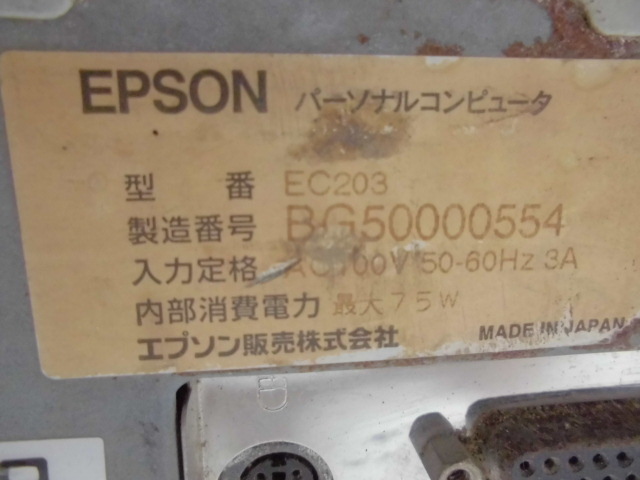 EPSON パーソナルコンピュータ
型 番 EC203
製造番号 BG50000554
入力定格 AC100V 50-60Hz 3A
内部消費電力 最大75W
エプソン販売株式会社 MADE IN JAPAN